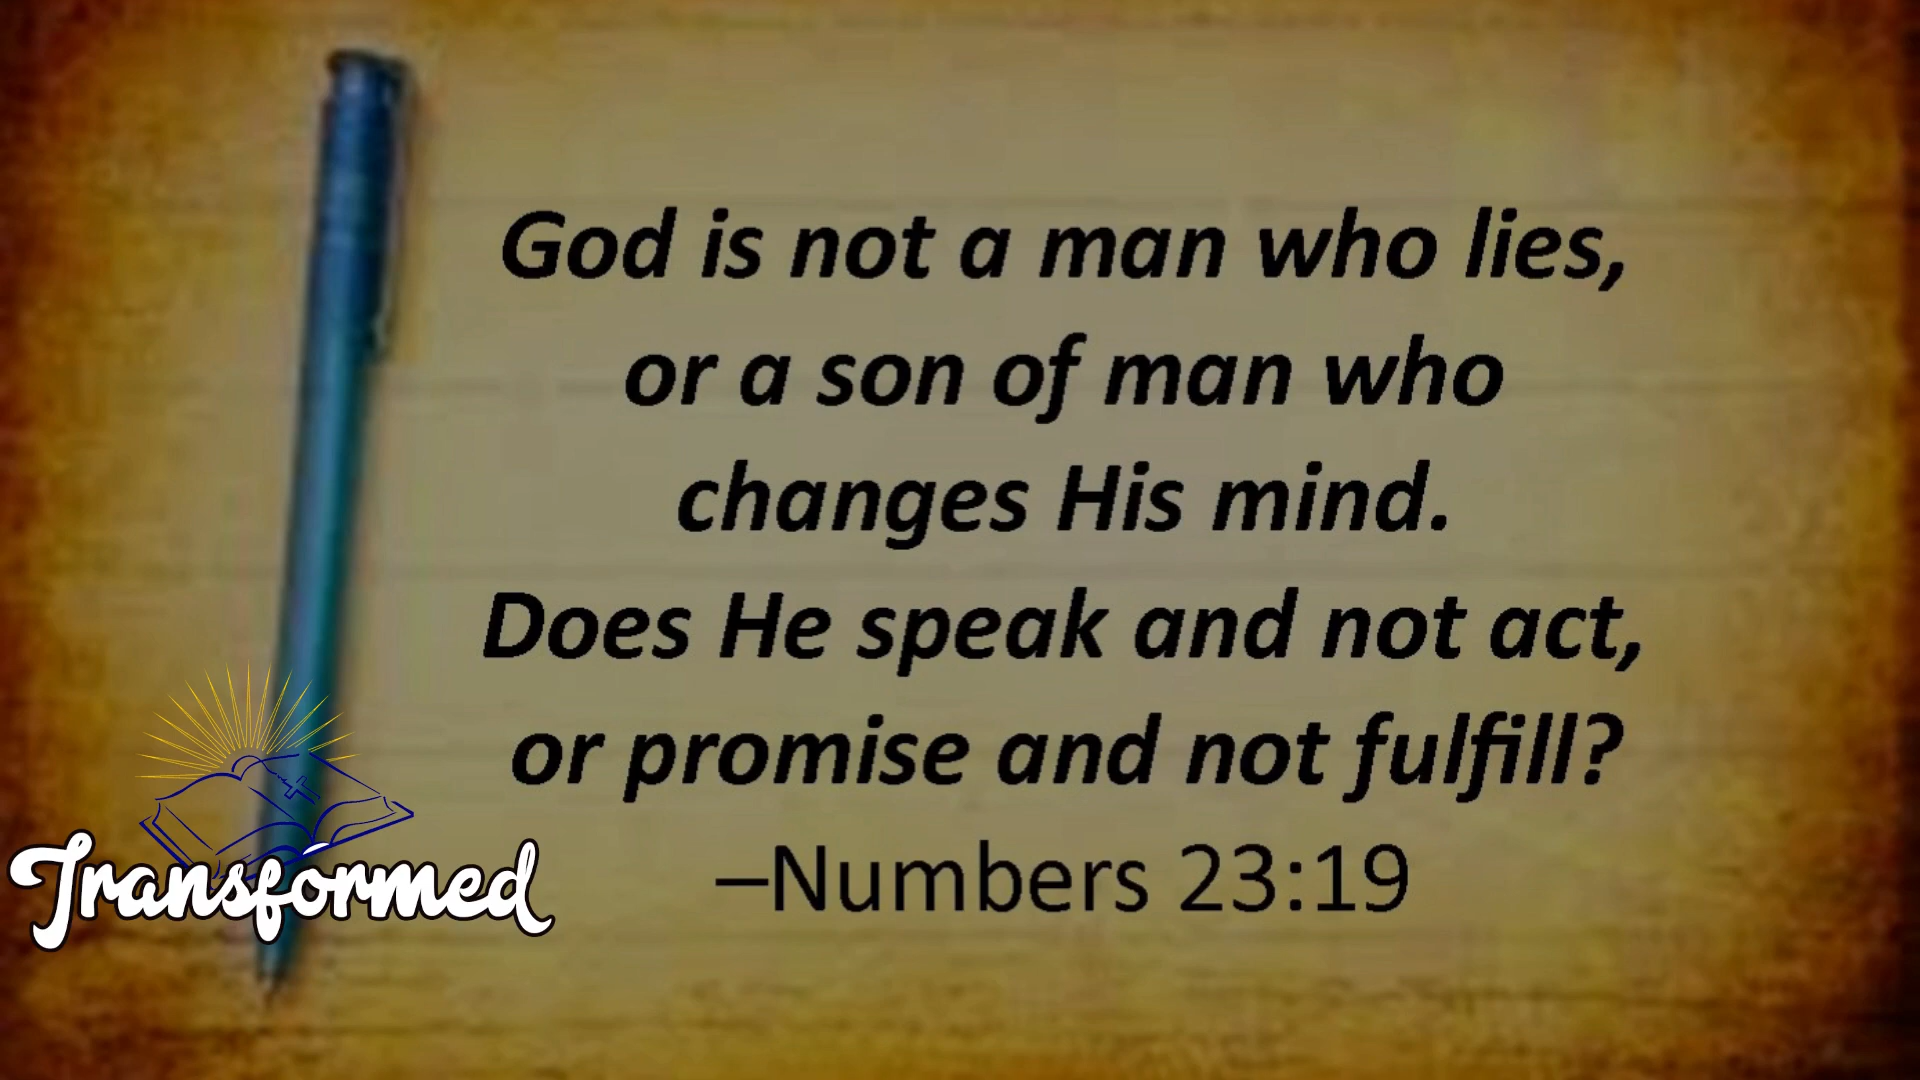 God is not a man who lies,
or a son of man who
changes His mind.
Does He speak and not act,
or promise and not fulfill?
–Numbers 23:19
Transformed